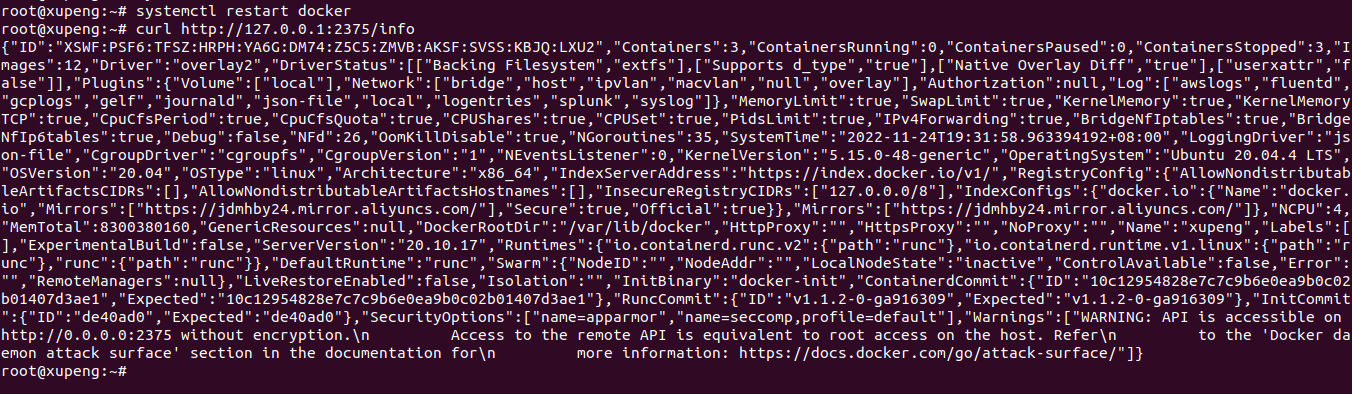 root@xupeng:~# systemctl restart docker
root@xupeng:~# curl http://127.0.0.1:2375/info
{"ID":"XSWF:PSF6:TFSZ:HRPH:YA6G:DM74:Z5C5:ZMVB:AKSF:SVSS:KBJQ:LXU2","Containers":3,"ContainersRunning":0,"ContainersPaused":0,"ContainersStopped":3,"I
mages":12,"Driver":"overlay2","DriverStatus":[["Backing Filesystem","extfs"],["Supports d_type","true"],["Native Overlay Diff","true"],["userxattr","f
alse"]],"Plugins":{"Volume":["local"],"Network":["bridge","host","ipvlan","macvlan","null","overlay"],"Authorization":null,"Log":["awslogs","fluentd",
"gcplogs","gelf","journald","json-file","local","logentries","splunk","syslog"]},"MemoryLimit":true,"SwapLimit":true,"KernelMemory":true,"KernelMemory
TCP":true,"CpuCfsPeriod":true,"CpuCfsQuota":true,"CPUShares":true,"CPUSet":true,"PidsLimit":true,"IPv4Forwarding":true,"BridgeNfIptables":true,"Bridge
NfIp6tables":true,"Debug":false,"NFd":26,"OomKillDisable":true,"NGoroutines":35,"SystemTime":"2022-11-24T19:31:58.963394192+08:00","LoggingDriver":"js
on-file","CgroupDriver":"cgroupfs","CgroupVersion":"1","NEventsListener":0,"KernelVersion":"5.15.0-48-generic","OperatingSystem":"Ubuntu 20.04.4 LTS",
"OSVersion":"20.04","OSType":"linux","Architecture":"x86_64","IndexServerAddress":"https://index.docker.io/v1/","RegistryConfig":{"AllowNondistributab
leArtifactsCIDRs":[],"AllowNondistributableArtifactsHostnames":[],"InsecureRegistryCIDRs":["127.0.0.0/8"],"IndexConfigs":{"docker.io":{"Name":"docker.
io","Mirrors":["https://jdmhby24.mirror.aliyuncs.com/"],"Secure":true,"Official":true}},"Mirrors":["https://jdmhby24.mirror.aliyuncs.com/"]},"NCPU":4,
"MemTotal":8300380160,"GenericResources":null,"DockerRootDir":"/var/lib/docker","HttpProxy":"","HttpsProxy":"","NoProxy":"","Name":"xupeng","Labels":[
],"ExperimentalBuild":false,"ServerVersion":"20.10.17","Runtimes":{"io.containerd.runc.v2":{"path":"runc"},"io.containerd.runtime.v1.linux":{"path":"r
unc"},"runc":{"path":"runc"}},"DefaultRuntime":"runc","Swarm":{"NodeID":"","NodeAddr":"","LocalNodeState":"inactive","ControlAvailable":false,"Error":
"","RemoteManagers":null},"LiveRestoreEnabled":false,"Isolation":"","InitBinary":"docker-init","ContainerdCommit":{"ID":"10c12954828e7c7c9b6e0ea9b0c02
b01407d3ae1","Expected":"10c12954828e7c7c9b6e0ea9b0c02b01407d3ae1"},"RuncCommit":{"ID":"v1.1.2-0-ga916309","Expected":"v1.1.2-0-ga916309"},"InitCommit
":{"ID":"de40ad0","Expected":"de40ad0"},"SecurityOptions":["name=apparmor","name=seccomp,profile=default"],"Warnings":["WARNING: API is accessible on 
http://0.0.0.0:2375 without encryption.\n         Access to the remote API is equivalent to root access on the host. Refer\n         to the 'Docker da
emon attack surface' section in the documentation for\n         more information: https://docs.docker.com/go/attack-surface/"]}
root@xupeng:~#